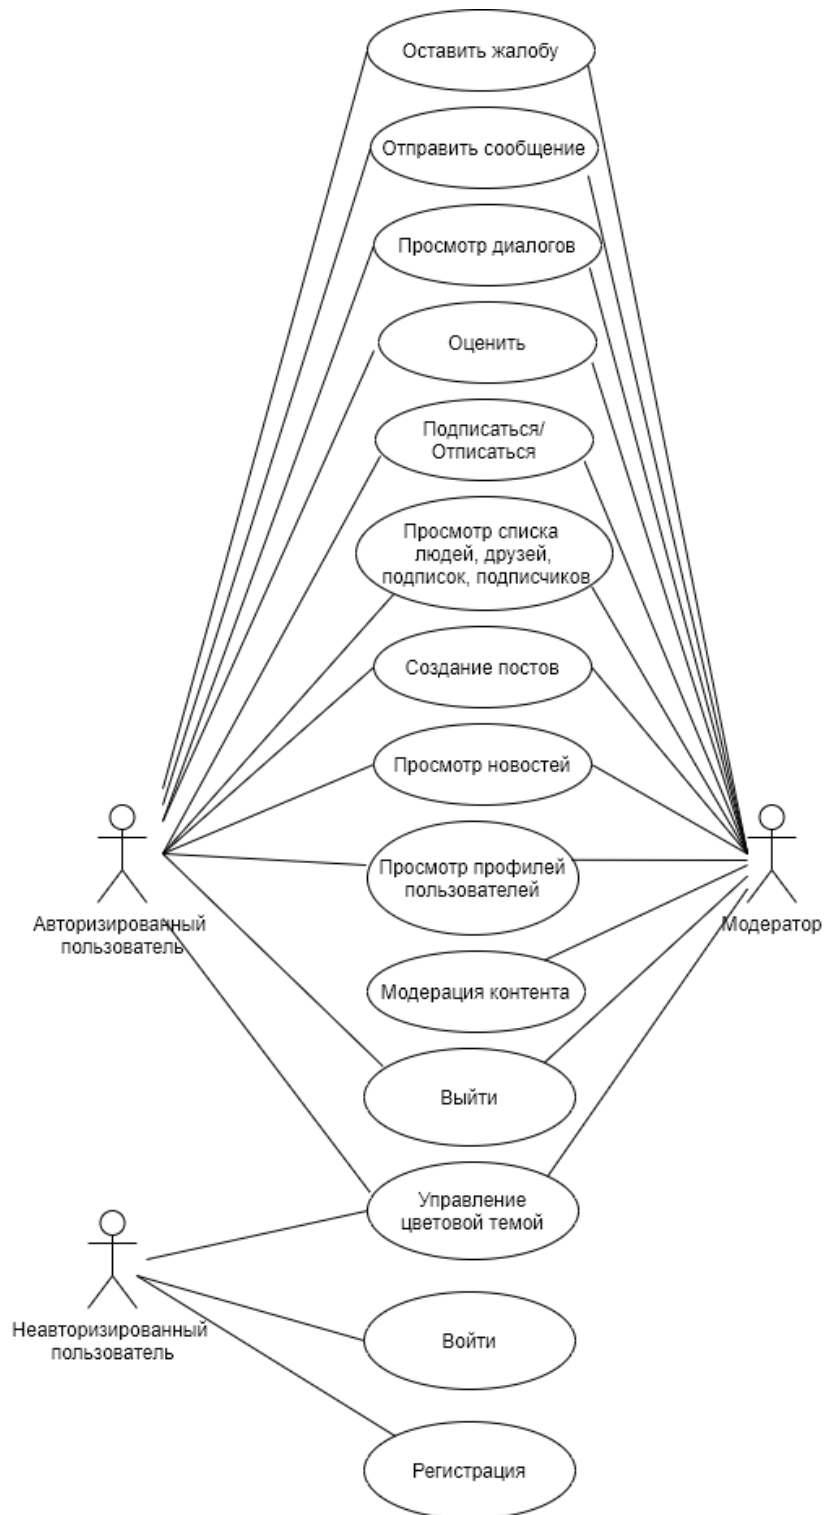 Оставить жалобу
Отправить сообщение
Просмотр диалогов
Оценить
Подписаться/
Отписаться
Просмотр списка
людей, друзей,
подписок, подписчиков
Создание постов
Просмотр новостей
Просмотр профилей
пользователей
Авторизированный
пользователь
Модератор
Модерация контента
Выйти
Управление
цветовой темой
Неавторизированный
пользователь
Войти
Регистрация